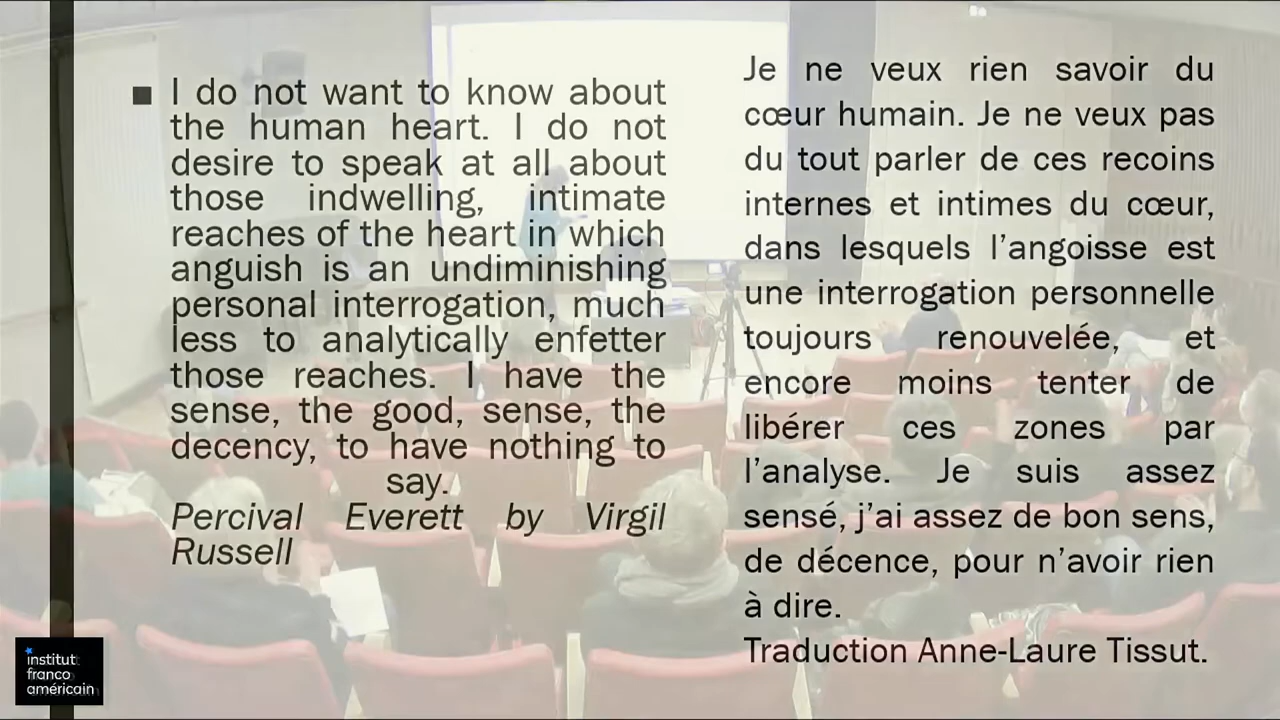 ■ I do not want to know about
the human heart. I do not
desire to speak at all about
those indwelling, intimate
reaches of the heart in which
anguish is an undiminishing
personal interrogation, much
less to analytically enfetter
those reaches. I have the
sense, the good, sense, the
decency, to have nothing to
say.
Percival Everett by Virgil
Russell
Je ne veux rien savoir du
cœur humain. Je ne veux pas
du tout parler de ces recoins
internes et intimes du cœur,
dans lesquels l’angoisse est
une interrogation personnelle
toujours renouvelée, et
encore moins tenter de
libérer ces zones par
l’analyse. Je suis assez
sensé, j’ai assez de bon sens,
de décence, pour n’avoir rien
à dire.
Traduction Anne-Laure Tissut.
institut
franco
américain